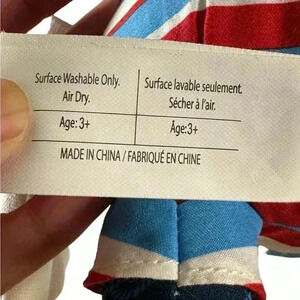 Surface Washable Only.
Air Dry.
Surface lavable seulement.
Sécher à l'air.
Age: 3+
Âge:3+
MADE IN CHINA / FABRIQUÉ EN CHINE